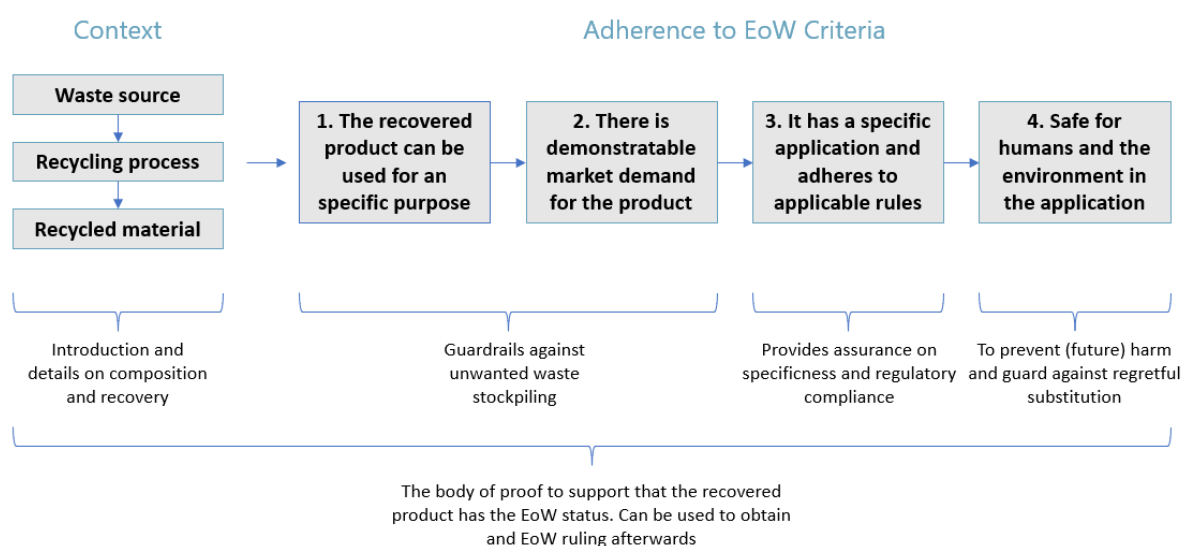 Context
Adherence to EoW Criteria
Waste source
Recycling process
Recycled material
1. The recovered
product can be
used for an
specific purpose
2. There is
demonstratable
market demand
for the product
3. It has a specific
application and
adheres to
applicable rules
4. Safe for
humans and the
environment in
the application
Introduction and
details on composition
and recovery
Guardrails against
unwanted waste
stockpiling
Provides assurance on
specificness and regulatory
compliance
To prevent (future) harm
and guard against regretful
substitution
The body of proof to support that the recovered
product has the EoW status. Can be used to obtain
and EoW ruling afterwards